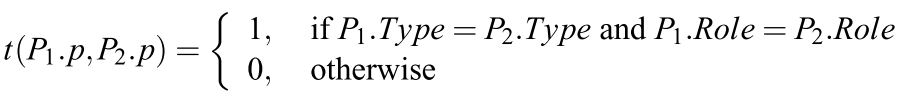 t(P₁.p, P₂.p) = { 1, if P₁.Type = P₂.Type and P₁.Role = P₂.Role
0, otherwise